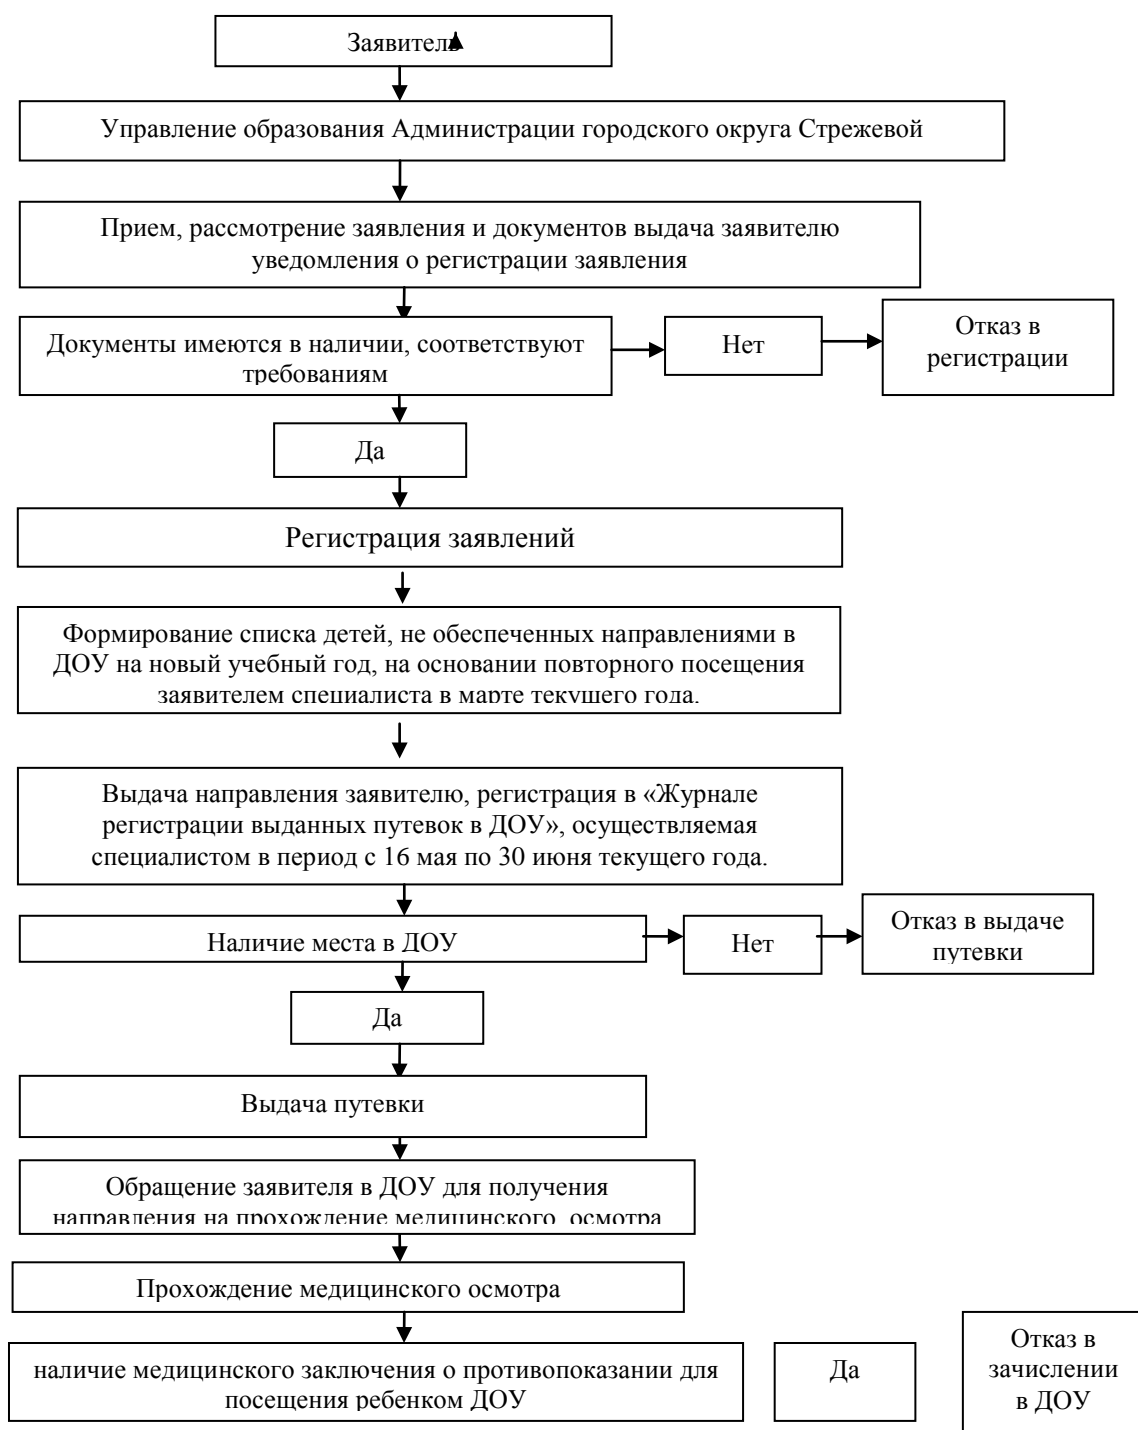 Заявитель
Управление образования Администрации городского округа Стрежевой
Прием, рассмотрение заявления и документов выдача заявителю
уведомления о регистрации заявления
Документы имеются в наличии, соответствуют
требованиям
Нет
Отказ в
регистрации
Да
Регистрация заявлений
Формирование списка детей, не обеспеченных направлениями в
ДОУ на новый учебный год, на основании повторного посещения
заявителем специалиста в марте текущего года.
Выдача направления заявителю, регистрация в «Журнале
регистрации выданных путевок в ДОУ», осуществляемая
специалистом в период с 16 мая по 30 июня текущего года.
Наличие места в ДОУ
Нет
Отказ в выдаче
путевки
Да
Выдача путевки
Обращение заявителя в ДОУ для получения
направления на прохождение медицинского осмотра
Прохождение медицинского осмотра
наличие медицинского заключения о противопоказании для
посещения ребенком ДОУ
Да
Отказ в
зачислении
в ДОУ